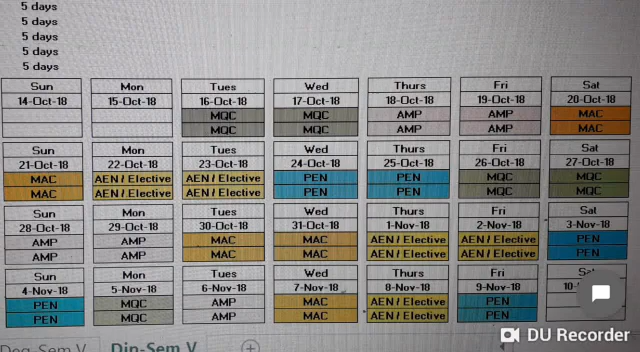 5 days
5 days
5 days
5 days
5 days
Sun Mon Tues Wed Thurs Fri Sat
14-Oct-18 15-Oct-18 16-Oct-18 17-Oct-18 18-Oct-18 19-Oct-18 20-Oct-18
MQC MQC AMP AMP MAC
MQC MQC AMP AMP MAC
Sun Mon Tues Wed Thurs Fri Sat
21-Oct-18 22-Oct-18 23-Oct-18 24-Oct-18 25-Oct-18 26-Oct-18 27-Oct-18
MAC AEN / Elective AEN / Elective PEN PEN MQC MQC
MAC AEN / Elective AEN / Elective PEN PEN MQC MQC
Sun Mon Tues Wed Thurs Fri Sat
28-Oct-18 29-Oct-18 30-Oct-18 31-Oct-18 1-Nov-18 2-Nov-18 3-Nov-18
AMP AMP MAC MAC AEN / Elective AEN / Elective PEN
AMP AMP MAC MAC AEN / Elective AEN / Elective PEN
Sun Mon Tues Wed Thurs Fri
4-Nov-18 5-Nov-18 6-Nov-18 7-Nov-18 8-Nov-18 9-Nov-18
PEN MQC AMP MAC AEN / Elective PEN
PEN MQC AMP MAC AEN / Elective PEN
DU Recorder
Sem V Dip-Sem V